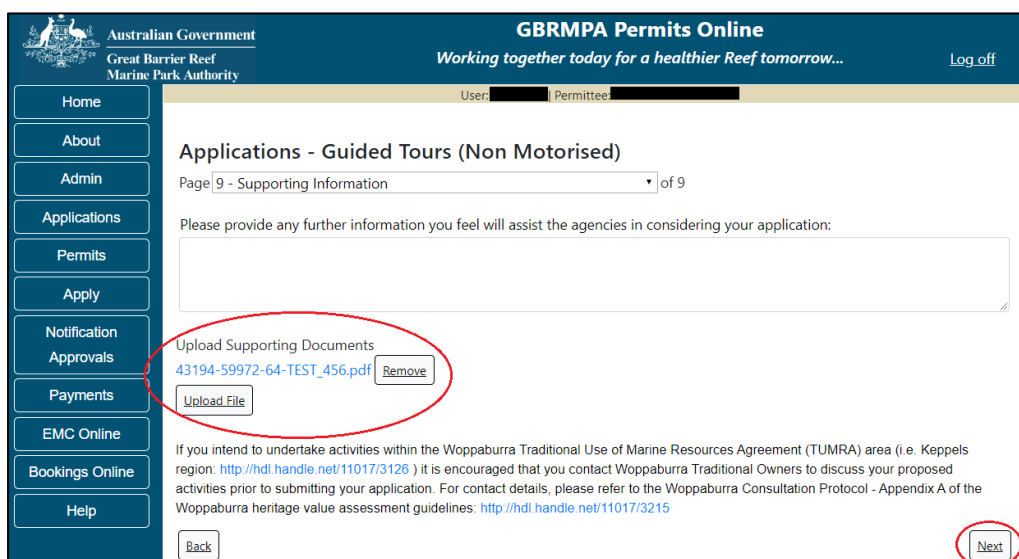 Australian Government
Great Barrier Reef
Marine Park Authority
GBRMPA Permits Online
Working together today for a healthier Reef tomorrow...
Log off
User: | Permittee:
Home
About
Admin
Applications
Permits
Apply
Notification
Approvals
Payments
EMC Online
Bookings Online
Help
Applications - Guided Tours (Non Motorised)
Page 9 - Supporting Information of 9
Please provide any further information you feel will assist the agencies in considering your application:
Upload Supporting Documents
43194-59972-64-TEST_456.pdf Remove
Upload File
If you intend to undertake activities within the Woppaburra Traditional Use of Marine Resources Agreement (TUMRA) area (i.e. Keppels
region: http://hdl.handle.net/11017/3126 ) it is encouraged that you contact Woppaburra Traditional Owners to discuss your proposed
activities prior to submitting your application. For contact details, please refer to the Woppaburra Consultation Protocol - Appendix A of the
Woppaburra heritage value assessment guidelines: http://hdl.handle.net/11017/3215
Back Next